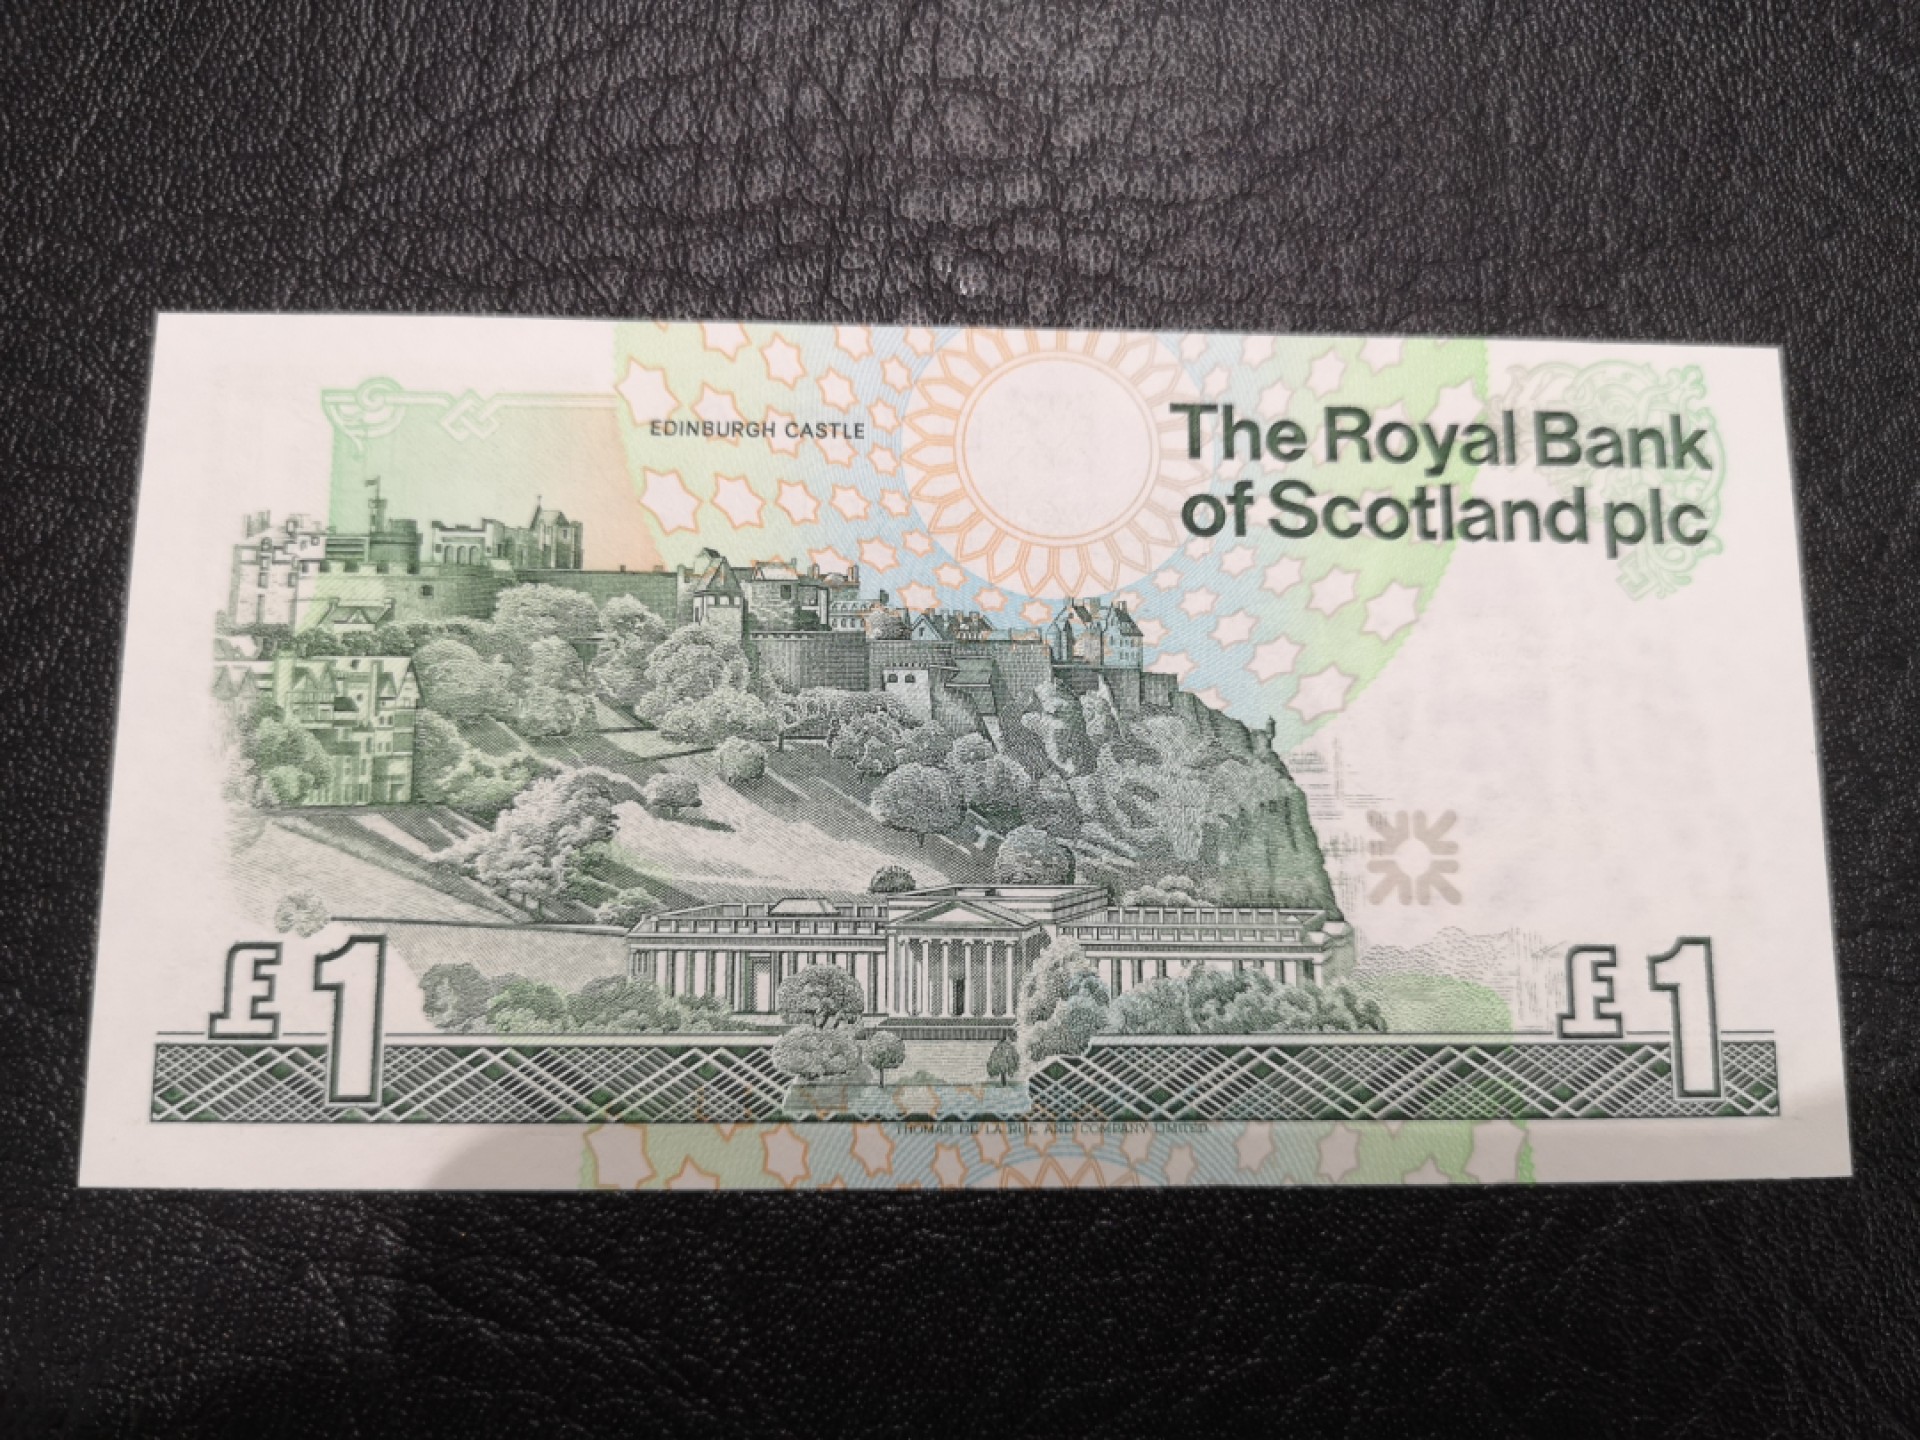 EDINBURGH CASTLE
The Royal Bank
of Scotland plc
£1
£1
THOMAS DE LA RUE AND COMPANY LIMITED